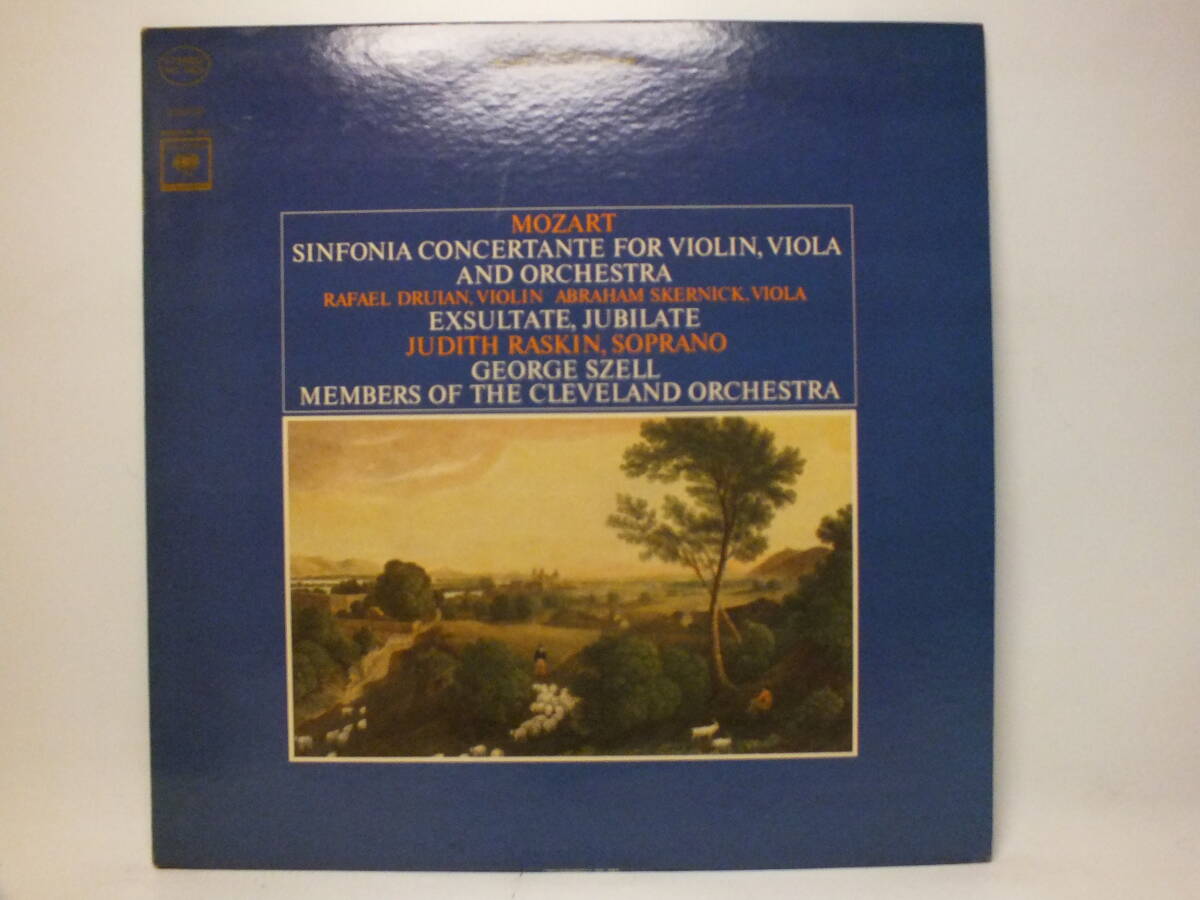 MOZART
SINFONIA CONCERTANTE FOR VIOLIN, VIOLA
AND ORCHESTRA
RAFAEL DRUIAN, VIOLIN ABRAHAM SKERNICK, VIOLA
EXSULTATE, JUBILATE
JUDITH RASKIN, SOPRANO
GEORGE SZELL
MEMBERS OF THE CLEVELAND ORCHESTRA